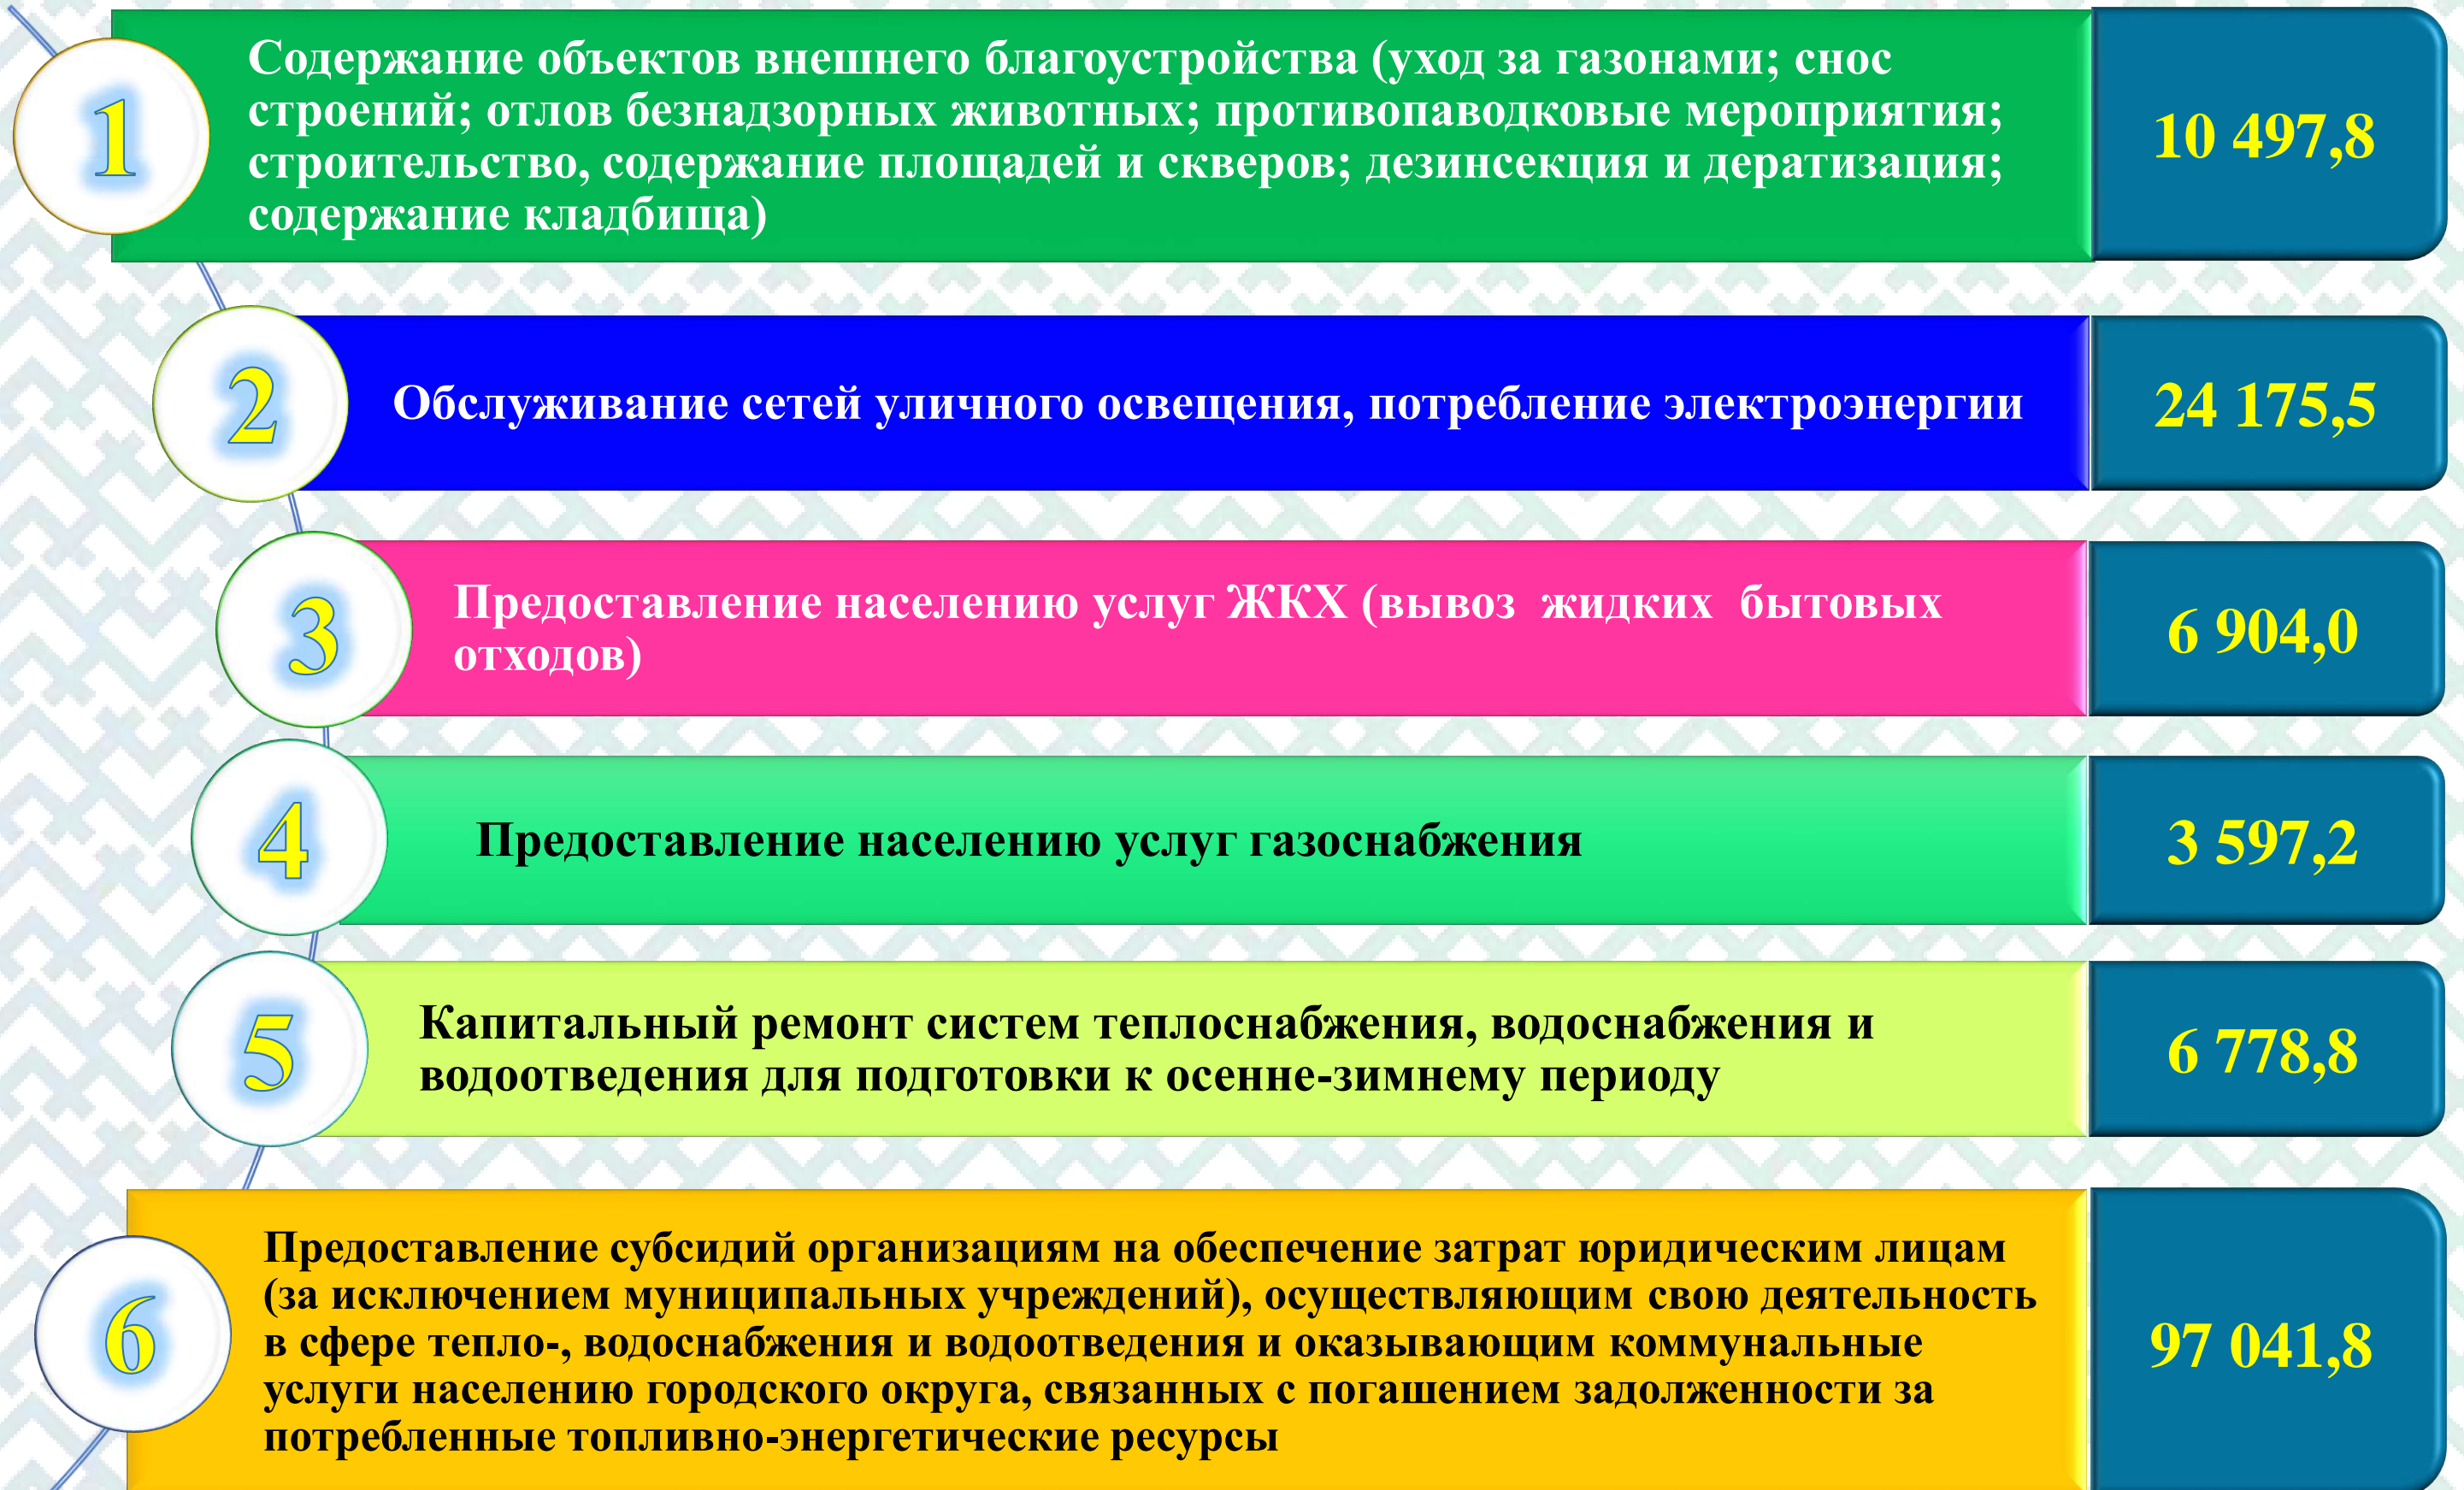 1
Содержание объектов внешнего благоустройства (уход за газонами; снос
строений; отлов безнадзорных животных; противопаводковые мероприятия;
строительство, содержание площадей и скверов; дезинсекция и дератизация;
содержание кладбища)
10 497,8
2
Обслуживание сетей уличного освещения, потребление электроэнергии
24 175,5
3
Предоставление населению услуг ЖКХ (вывоз жидких бытовых
отходов)
6 904,0
4
Предоставление населению услуг газоснабжения
3 597,2
5
Капитальный ремонт систем теплоснабжения, водоснабжения и
водоотведения для подготовки к осенне-зимнему периоду
6 778,8
6
Предоставление субсидий организациям на обеспечение затрат юридическим лицам
(за исключением муниципальных учреждений), осуществляющим свою деятельность
в сфере тепло-, водоснабжения и водоотведения и оказывающим коммунальные
услуги населению городского округа, связанных с погашением задолженности за
потребленные топливно-энергетические ресурсы
97 041,8